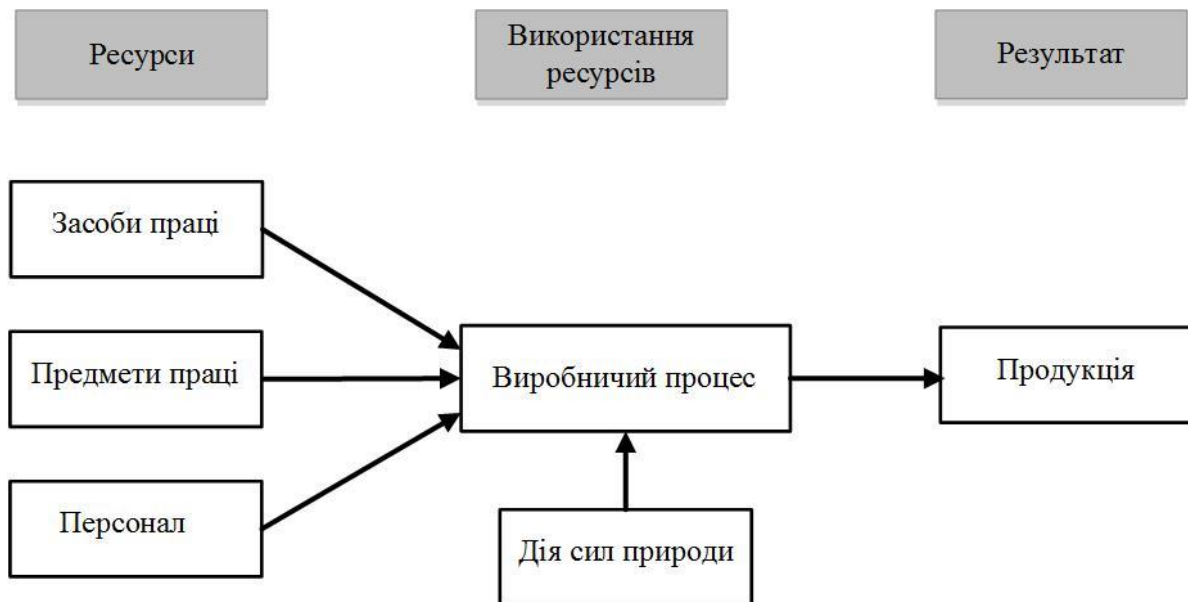 Ресурси
Використання
ресурсів
Результат
Засоби праці
Предмети праці
Виробничий процес
Продукція
Персонал
Дія сил природи